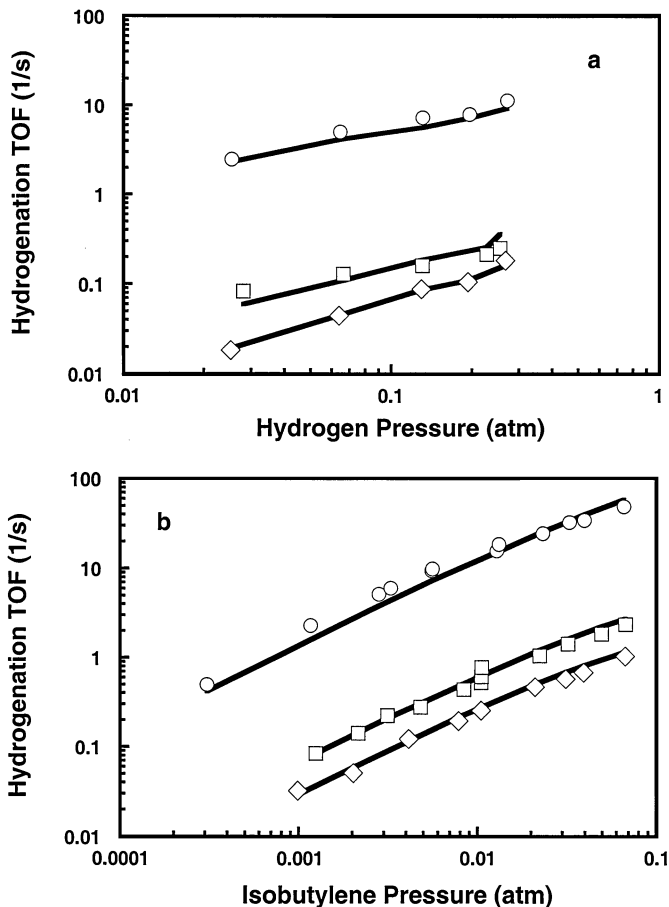 Hydrogenation TOF (1/s)
a
100
10
1
0.1
0.01
0.01
0.1
1
Hydrogen Pressure (atm)
Hydrogenation TOF (1/s)
b
100
10
1
0.1
0.01
0.0001
0.001
0.01
0.1
Isobutylene Pressure (atm)